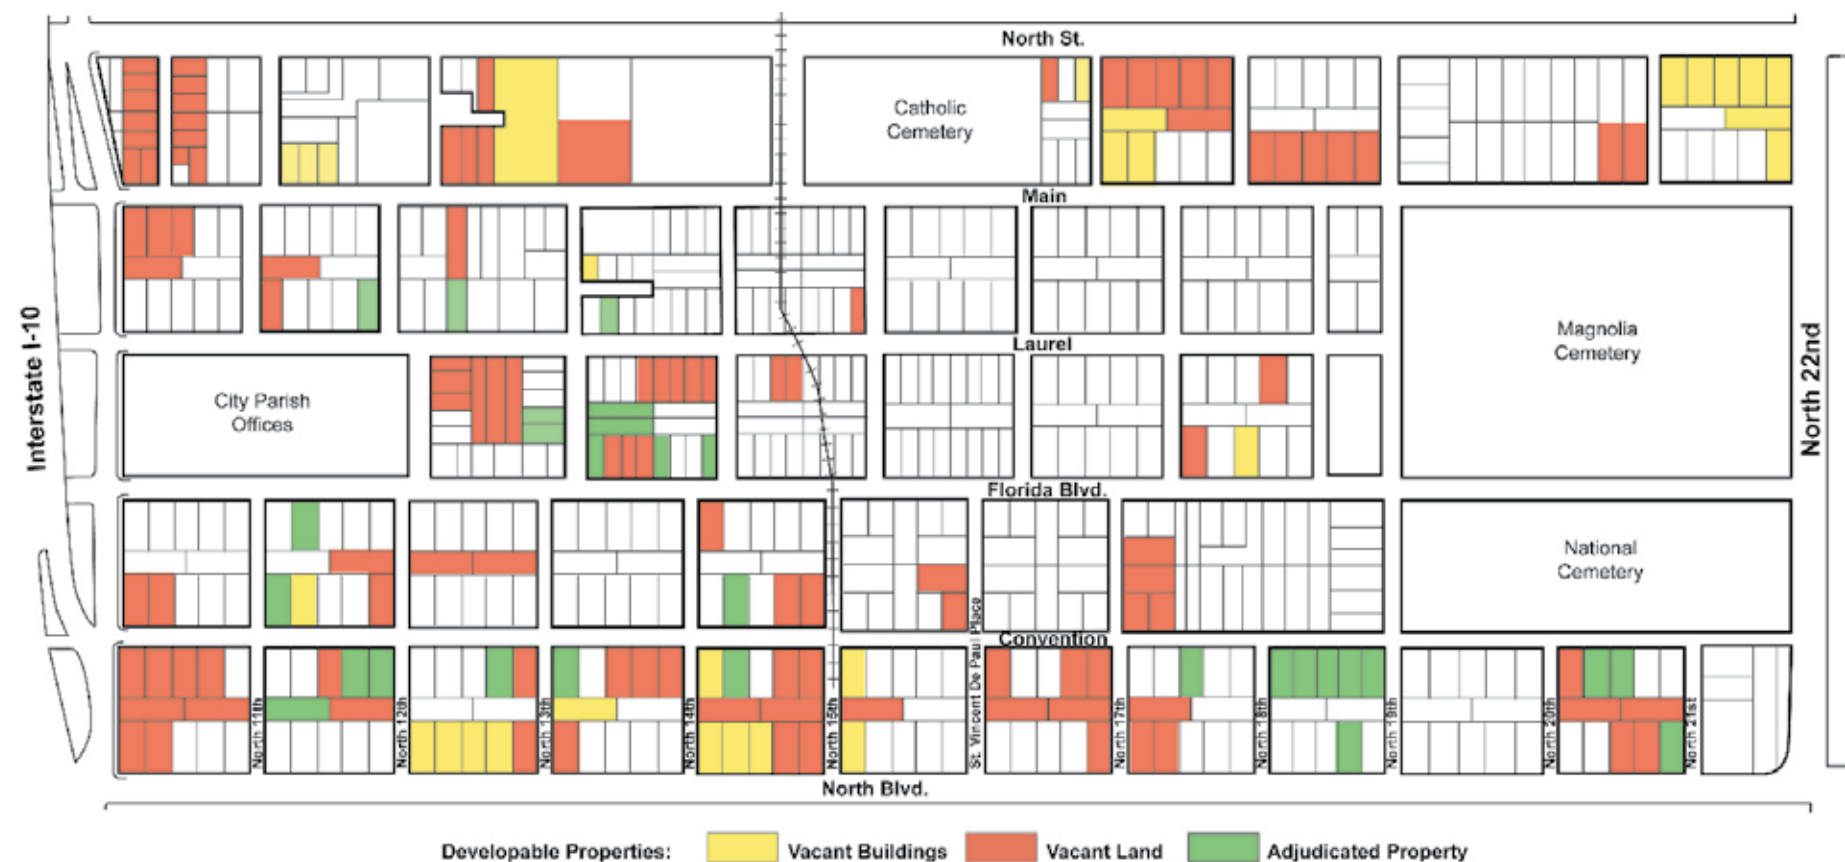 North St.
Catholic
Cemetery
Main
Interstate I-10
Magnolia
Cemetery
North 22nd
Laurel
City Parish
Offices
Florida Blvd.
National
Cemetery
Convention
North 11th
North 12th
North 13th
North 14th
North 15th
St. Vincent De Paul Place
North 17th
North 18th
North 19th
North 20th
North 21st
North Blvd.
Developable Properties: Vacant Buildings Vacant Land Adjudicated Property